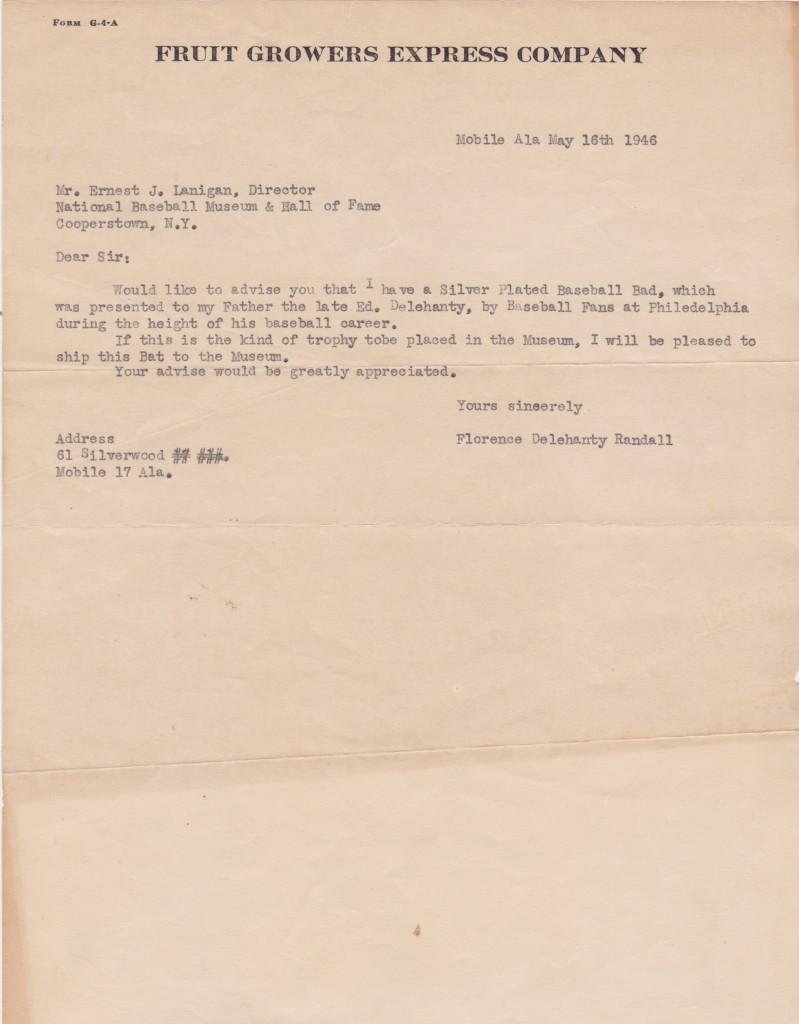 FORM G-4-A
FRUIT GROWERS EXPRESS COMPANY
Mobile Ala May 16th 1946
Mr. Ernest J. Lanigan, Director
National Baseball Museum & Hall of Fame
Cooperstown, N.Y.
Dear Sir:
Would like to advise you that I have a Silver Plated Baseball Bad, which
was presented to my Father the late Ed. Delehanty, by Baseball Fans at Philedelphia
during the height of his baseball career.
If this is the kind of trophy tobe placed in the Museum, I will be pleased to
ship this Bat to the Museum.
Your advise would be greatly appreciated.
Yours sincerely
Address
Florence Delehanty Randall
61 Silverwood
Mobile 17 Ala.